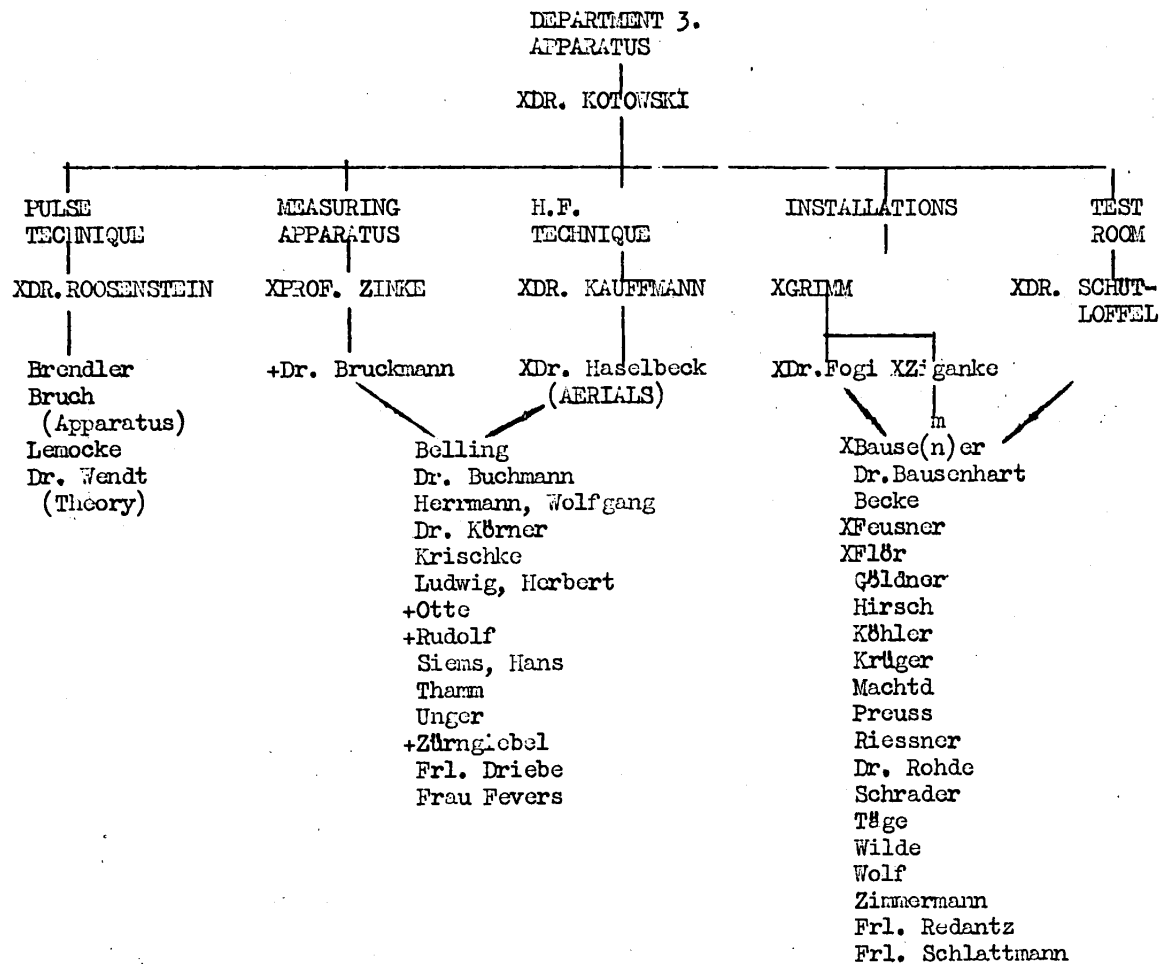 DEPARTMENT 3.
APPARATUS
XDR. KOTOWSKI
PULSE
TECHNIQUE
XDR. ROOSENSTEIN
Brendler
Bruch
(Apparatus)
Lemocke
Dr. Wendt
(Theory)
MEASURING
APPARATUS
XPROF. ZINKE
+Dr. Bruckmann
H.F.
TECHNIQUE
XDR. KAUFFMANN
XDr. Haselbeck
(AERIALS)
Belling
Dr. Buchmann
Herrmann, Wolfgang
Dr. Körner
Krischke
Ludwig, Herbert
+Otte
+Rudolf
Siems, Hans
Thamm
Unger
+Zürngiebel
Frl. Driebe
Frau Fevers
INSTALLATIONS
XGRIMM
XDr.Fogi XZiganke
TEST
ROOM
XDR. SCHUT-
LOFFEL
m
XBause(n)er
Dr.Bausenhart
Becke
XFeusner
XFlör
Göldner
Hirsch
Köhler
Krüger
Machtd
Preuss
Riessner
Dr. Rohde
Schrader
Täge
Wilde
Wolf
Zimmermann
Frl. Redantz
Frl. Schlattmann